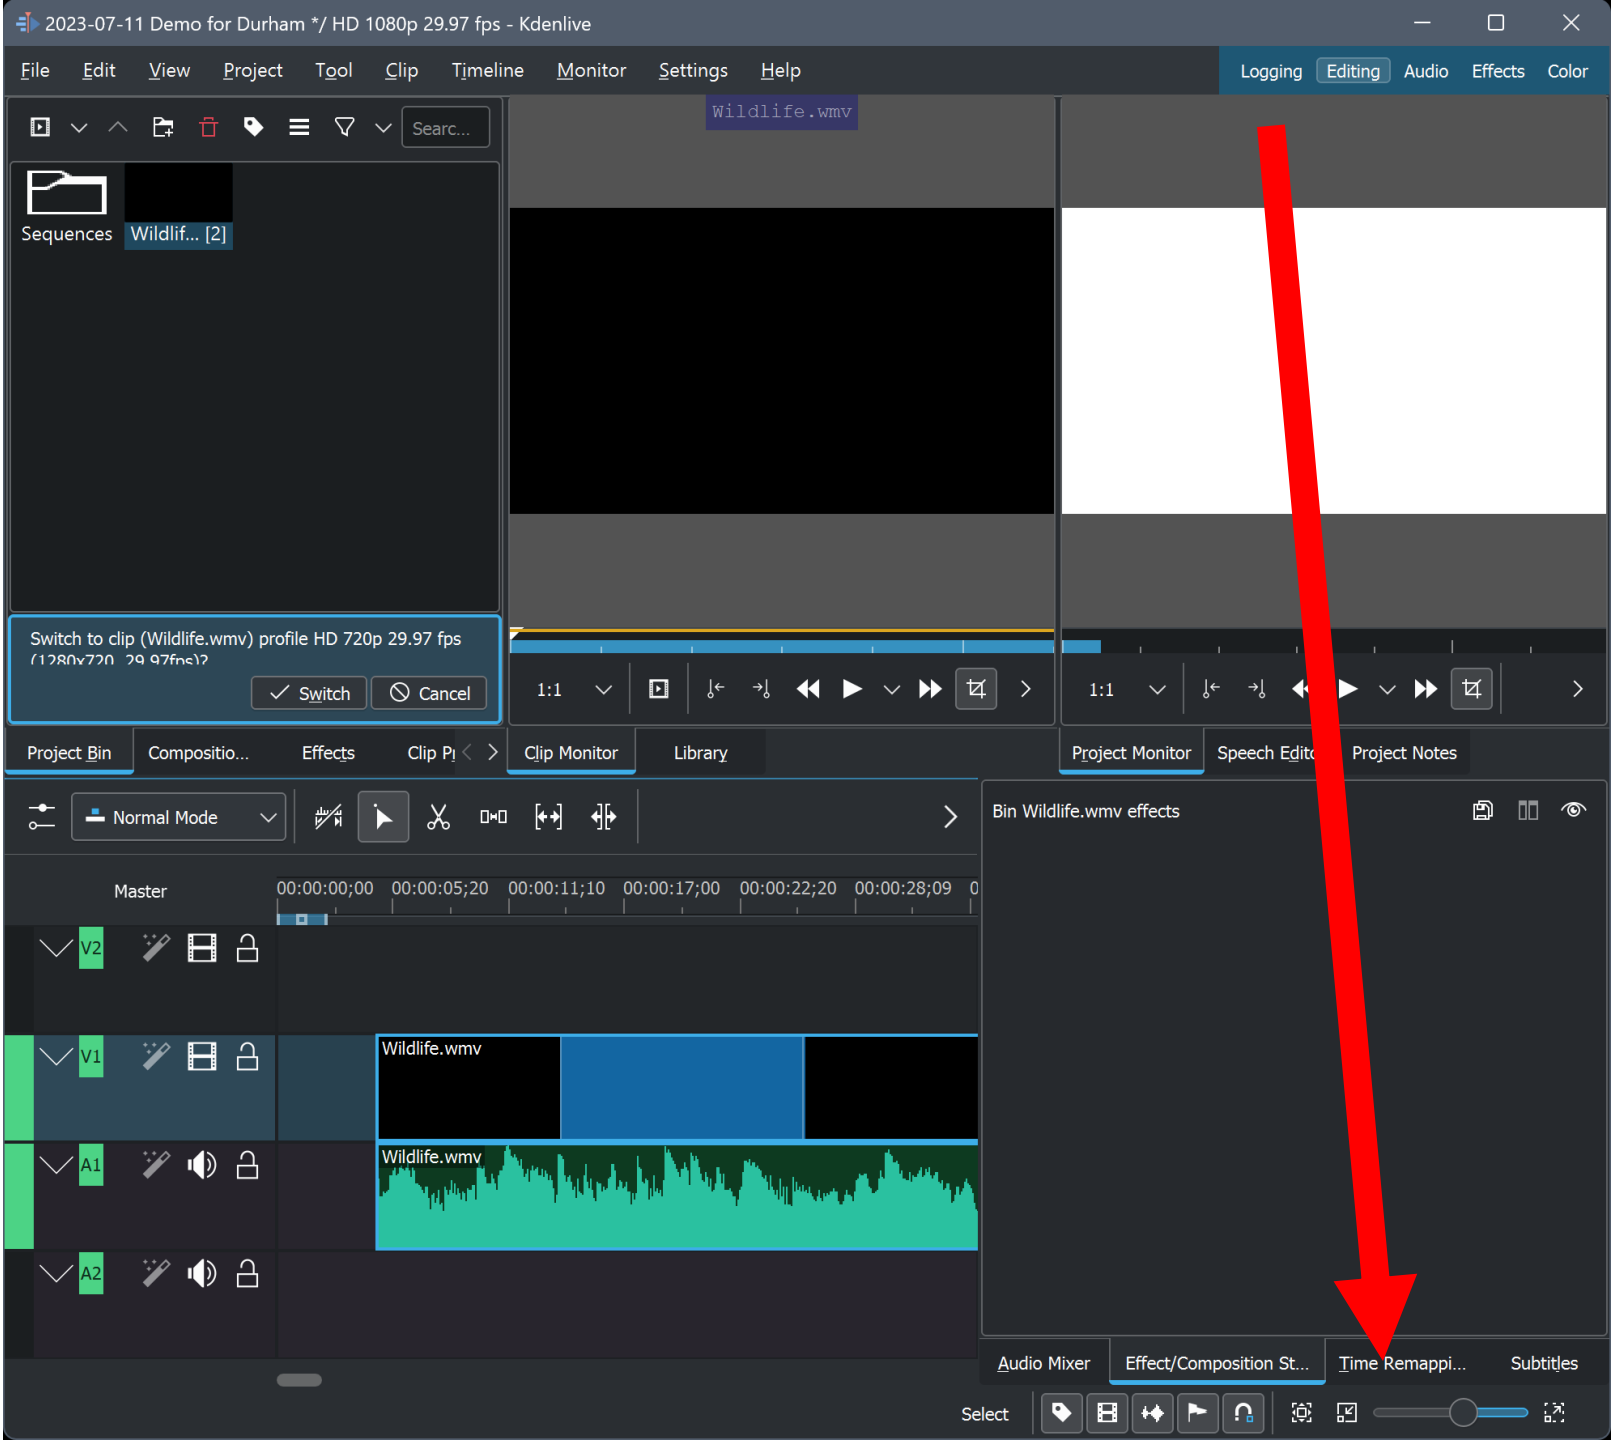 2023-07-11 Demo for Durham */ HD 1080p 29.97 fps - Kdenlive
File Edit View Project Tool Clip Timeline Monitor Settings Help
Logging Editing Audio Effects Color
Searc...
Wildlife.wmv
Sequences
Wildlif... [2]
Switch to clip (Wildlife.wmv) profile HD 720p 29.97 fps
(1280x720, 29.97fps)?
Switch Cancel
1:1
1:1
Project Bin Compositio... Effects Clip Pr
Clip Monitor Library
Project Monitor Speech Edito Project Notes
Normal Mode
Bin Wildlife.wmv effects
Master
00:00:00;00 00:00:05;20 00:00:11;10 00:00:17;00 00:00:22;20 00:00:28;09 0
V2
V1
Wildlife.wmv
A1
Wildlife.wmv
A2
Audio Mixer Effect/Composition St... Time Remappi... Subtitles
Select